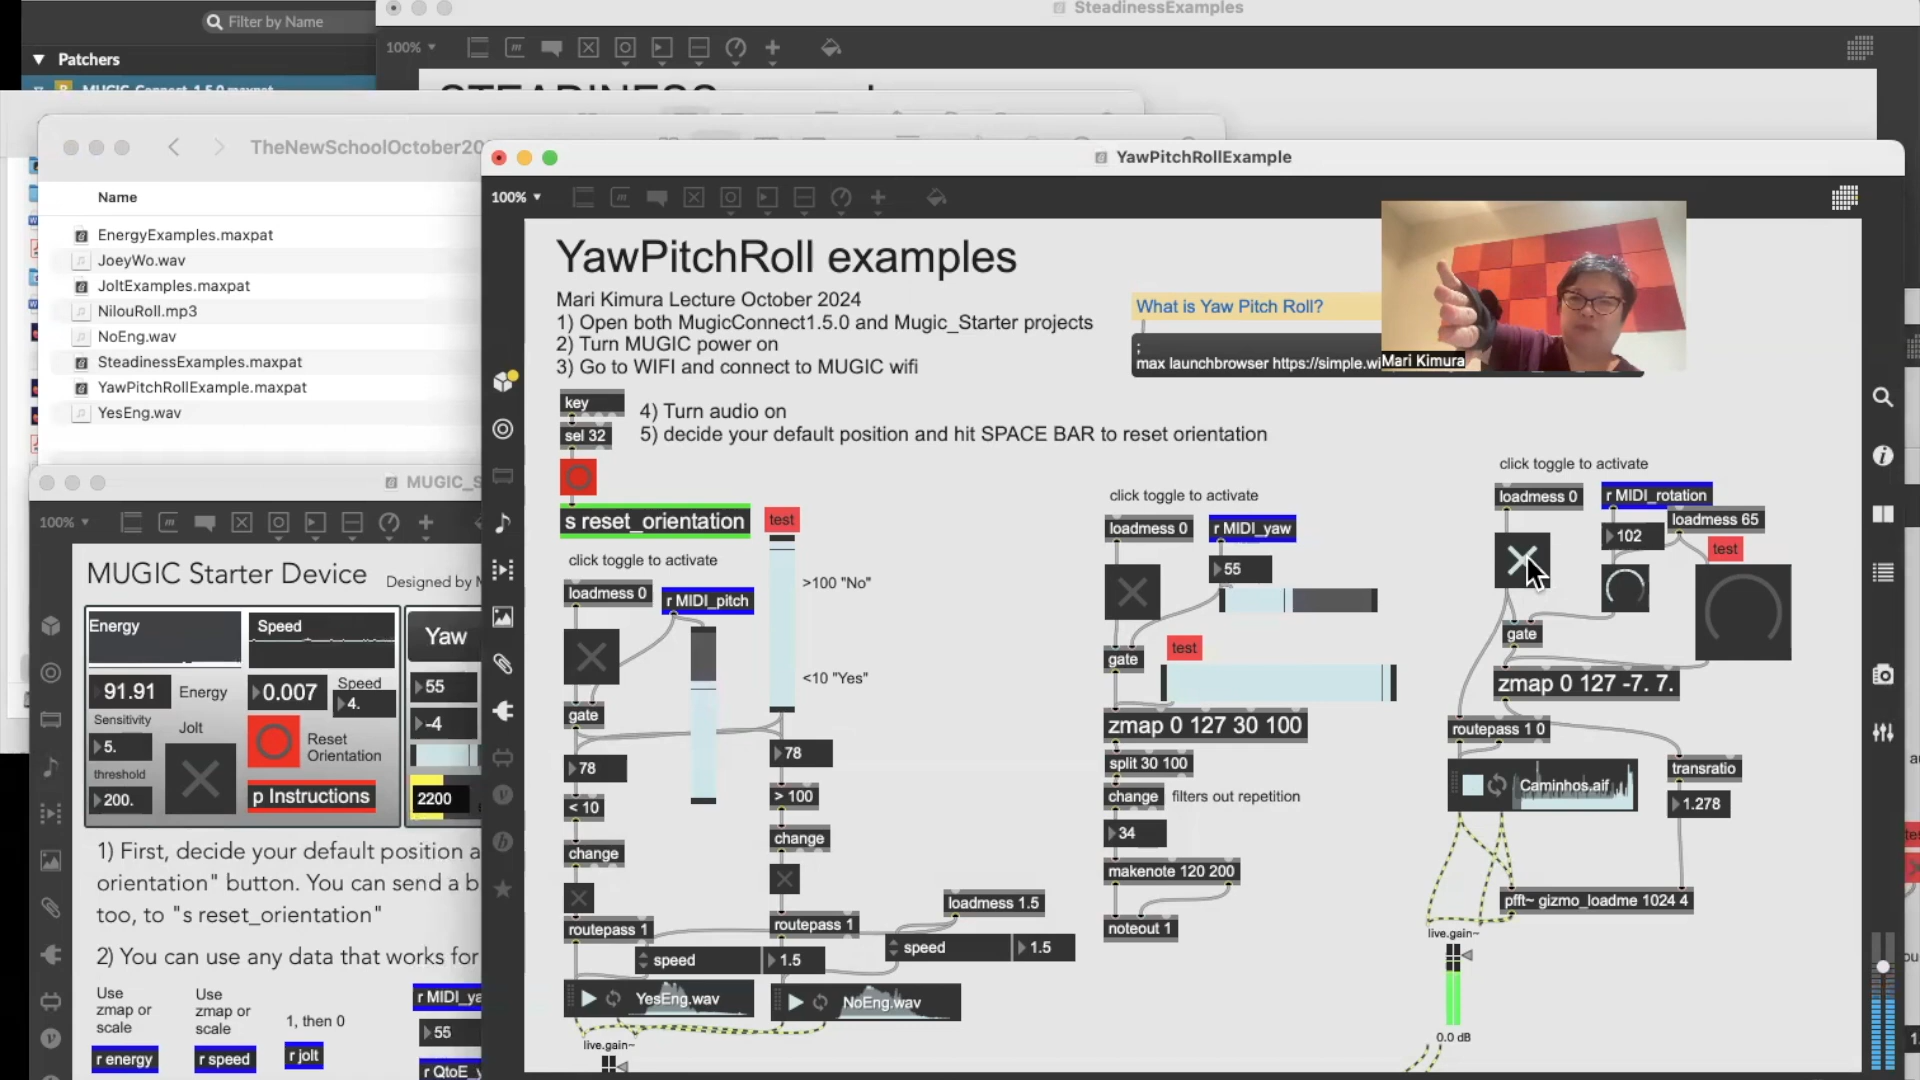 SteadinessExamples
Filter by Name
100%
Patchers
TheNewSchoolOctober20
YawPitchRollExample
Name
100%
EnergyExamples.maxpat
JoeyWo.wav
JoltExamples.maxpat
NilouRoll.mp3
NoEng.wav
SteadinessExamples.maxpat
YawPitchRollExample.maxpat
YesEng.wav
YawPitchRoll examples
Mari Kimura Lecture October 2024
1) Open both MugicConnect1.5.0 and Mugic_Starter projects
2) Turn MUGIC power on
3) Go to WIFI and connect to MUGIC wifi
What is Yaw Pitch Roll?
;
max launchbrowser https://simple.wi
Mari Kimura
key
sel 32
4) Turn audio on
5) decide your default position and hit SPACE BAR to reset orientation
s reset_orientation
test
click toggle to activate
loadmess 0
r MIDI_pitch
>100 "No"
<10 "Yes"
gate
78
78
< 10
> 100
change
change
routepass 1
routepass 1
loadmess 1.5
speed
1.5
speed
1.5
YesEng.wav
NoEng.wav
live.gain~
click toggle to activate
loadmess 0
r MIDI_yaw
55
test
gate
zmap 0 127 30 100
split 30 100
change
filters out repetition
34
makenote 120 200
noteout 1
click toggle to activate
loadmess 0
r MIDI_rotation
102
loadmess 65
test
gate
zmap 0 127 -7. 7.
routepass 1 0
Caminhos.aif
transratio
1.278
pfft~ gizmo_loadme 1024 4
live.gain~
0.0 dB
MUGIC_S
100%
MUGIC Starter Device
Designed by M
Energy
Speed
Yaw
91.91
Energy
0.007
Speed
4.
55
Sensitivity
5.
Jolt
Reset
Orientation
-4
threshold
200.
p Instructions
2200
1) First, decide your default position a
orientation" button. You can send a b
too, to "s reset_orientation"
2) You can use any data that works for
Use
zmap or
scale
Use
zmap or
scale
1, then 0
r MIDI_ya
55
r energy
r speed
r jolt
r QtoE_y